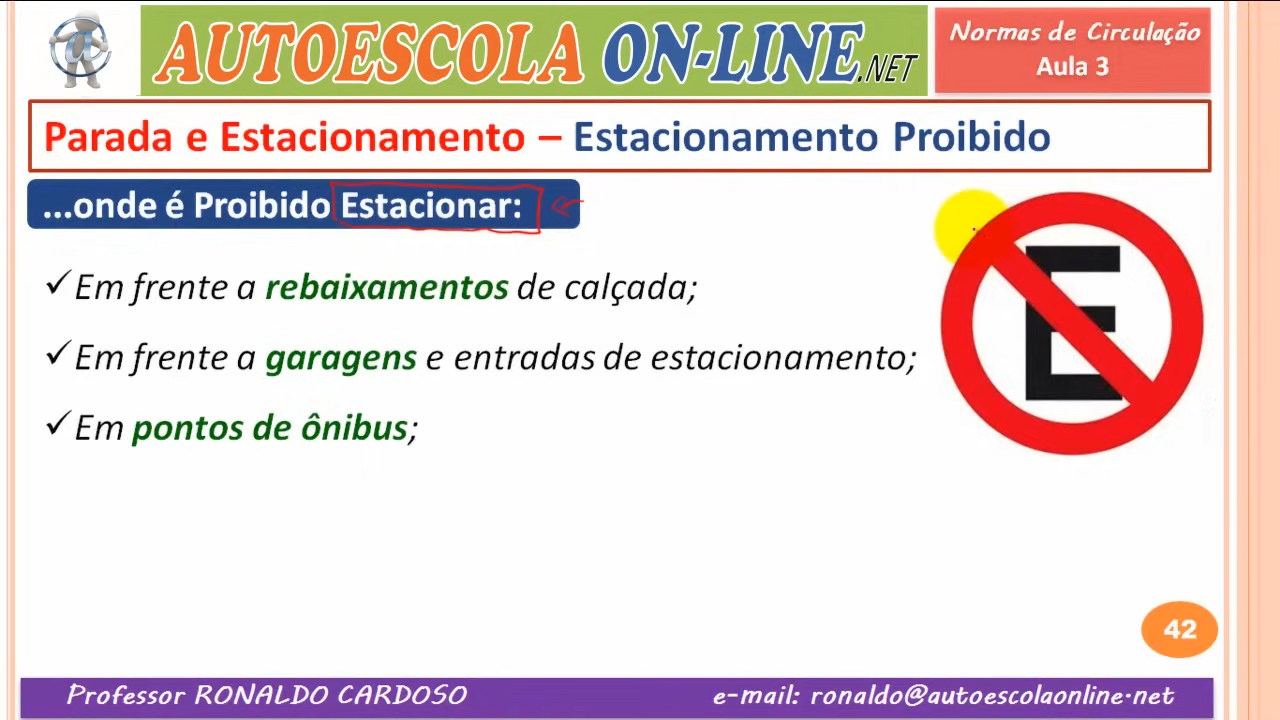 AUTOESCOLA ON-LINE.NET
Normas de Circulação
Aula 3
Parada e Estacionamento – Estacionamento Proibido
...onde é Proibido Estacionar:
✓Em frente a rebaixamentos de calçada;
✓Em frente a garagens e entradas de estacionamento;
✓Em pontos de ônibus;
E
42
Professor RONALDO CARDOSO
e-mail: ronaldo@autoescolaonline.net